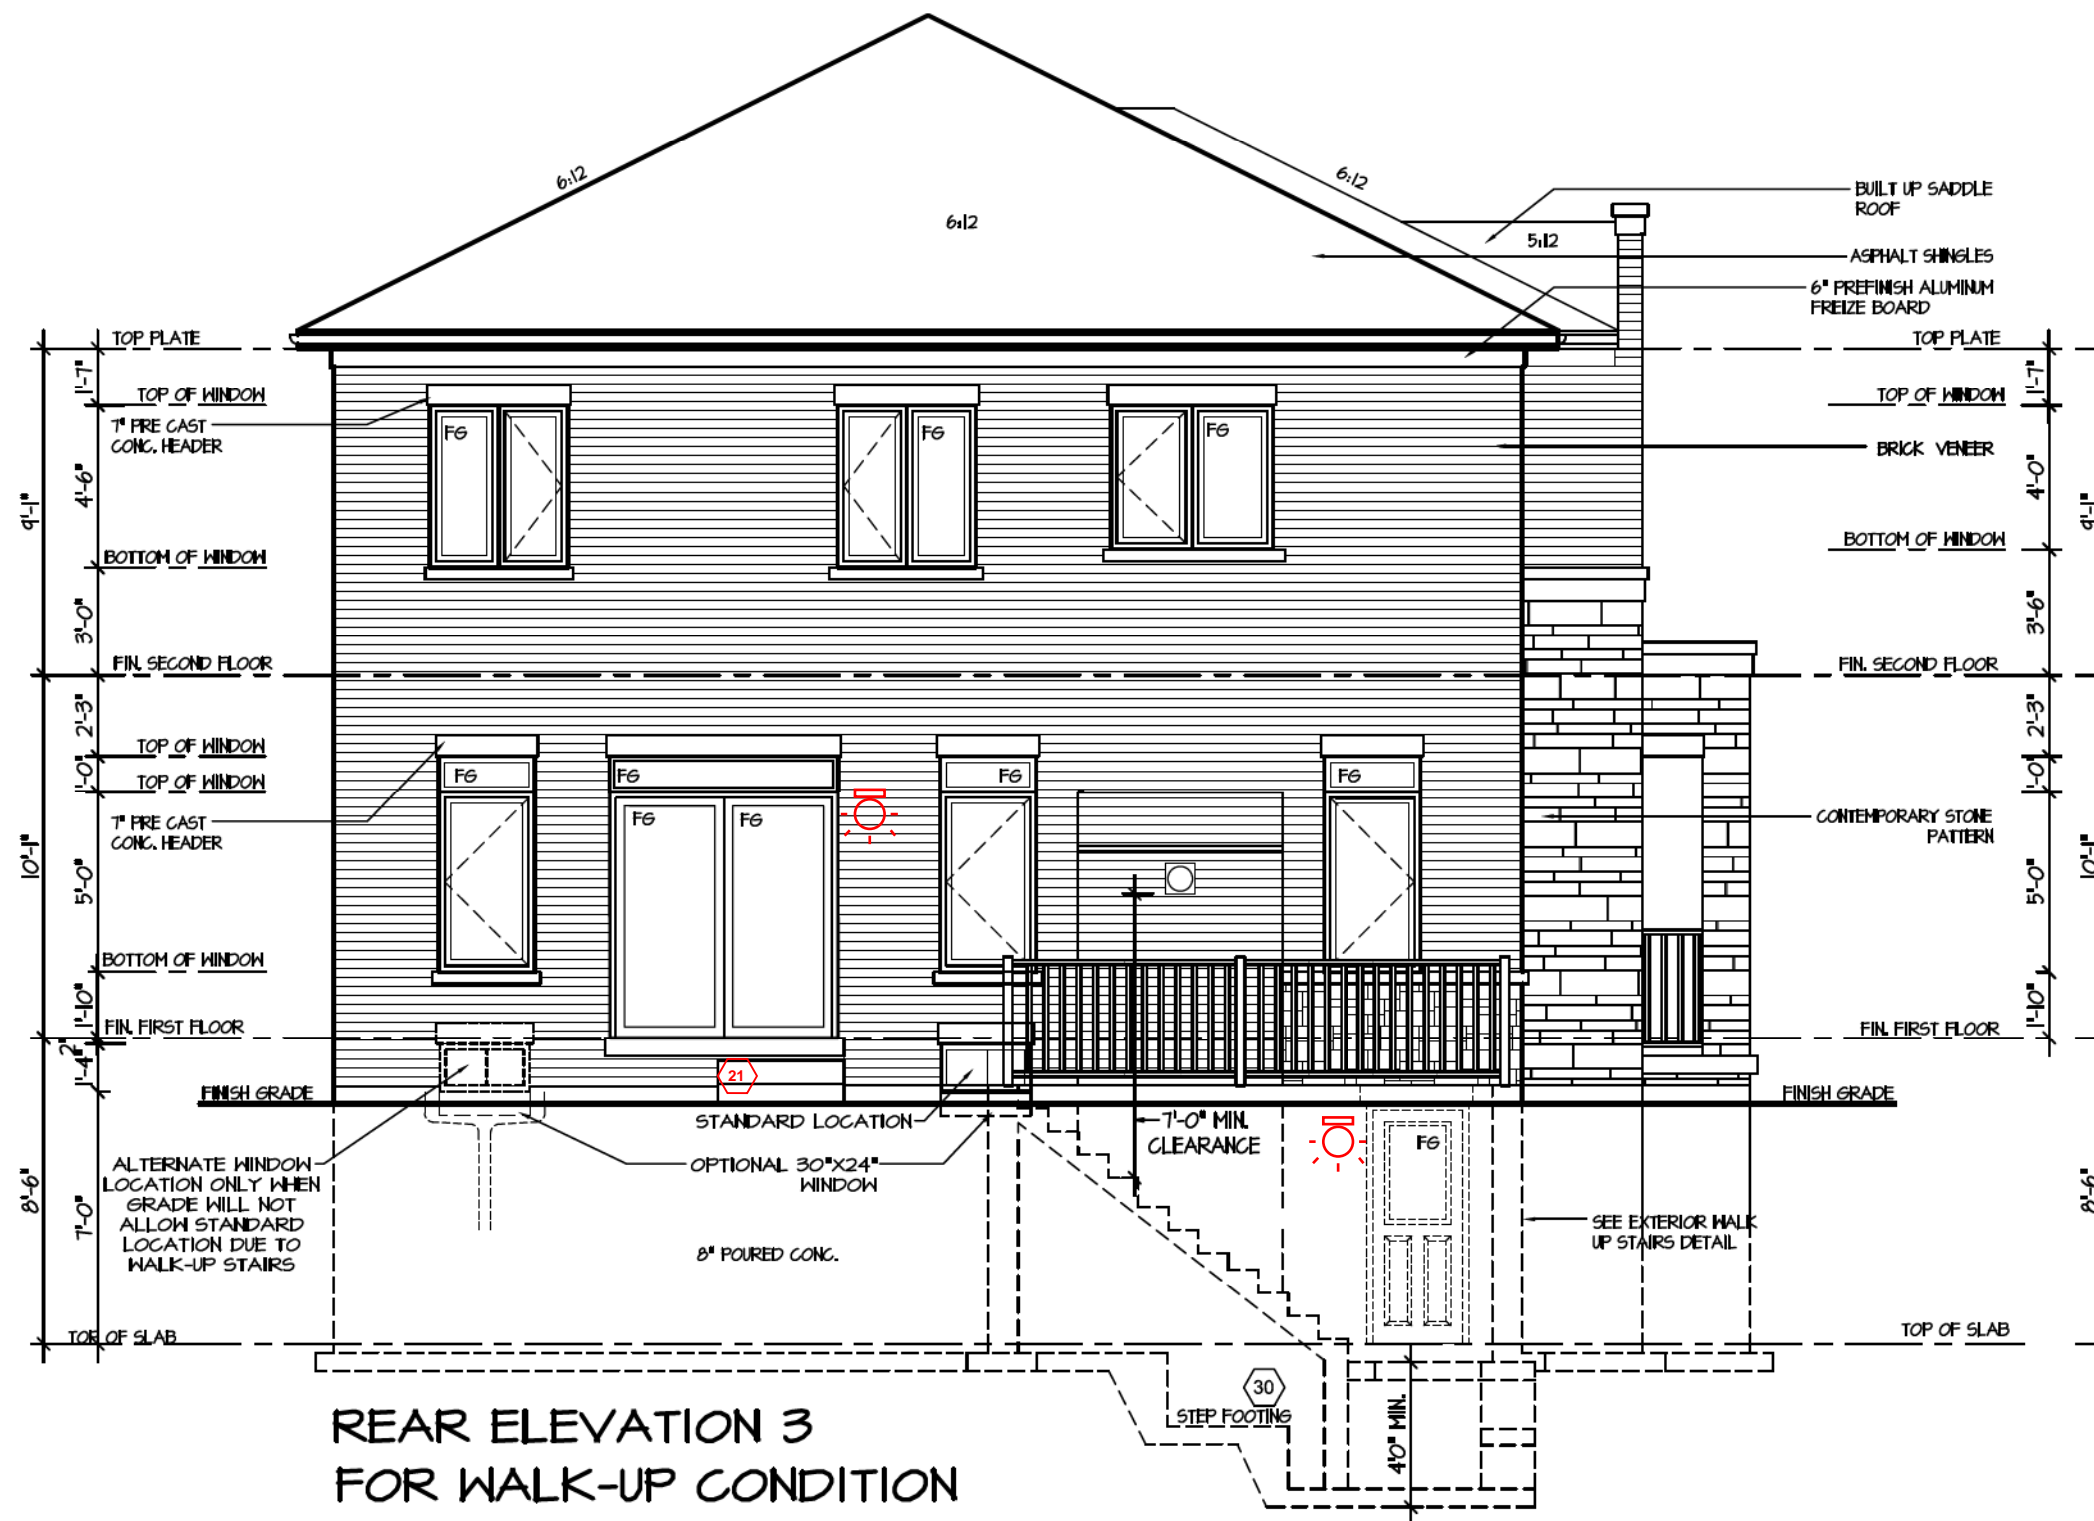 6:12
6:12
6:12
5:12
BUILT UP SADDLE
ROOF
ASPHALT SHINGLES
6" PREFINISH ALUMINUM
FREIZE BOARD
TOP PLATE
TOP PLATE
1'-7"
1'-7"
TOP OF WINDOW
TOP OF WINDOW
7" PRE CAST
CONC. HEADER
FG
FG
FG
BRICK VENEER
4'-6"
4'-0"
9'-1"
9'-1"
BOTTOM OF WINDOW
BOTTOM OF WINDOW
3'-0"
3'-6"
FIN. SECOND FLOOR
FIN. SECOND FLOOR
2'-3"
2'-3"
TOP OF WINDOW
TOP OF WINDOW
1'-0"
1'-0"
FG
FG
FG
FG
FG
FG
7" PRE CAST
CONC. HEADER
CONTEMPORARY STONE
PATTERN
10'-1"
10'-1"
5'-0"
5'-0"
BOTTOM OF WINDOW
1'-10"
1'-10"
FIN. FIRST FLOOR
FIN. FIRST FLOOR
2"
1'-4"
21
FINISH GRADE
FINISH GRADE
STANDARD LOCATION
7'-0" MIN.
CLEARANCE
FG
ALTERNATE WINDOW
LOCATION ONLY WHEN
GRADE WILL NOT
ALLOW STANDARD
LOCATION DUE TO
WALK-UP STAIRS
OPTIONAL 30"X24"
WINDOW
8'-6"
8'-6"
7'-0"
SEE EXTERIOR WALK
UP STAIRS DETAIL
8" POURED CONC.
TOP OF SLAB
TOP OF SLAB
30
STEP FOOTING
4'0" MIN.
REAR ELEVATION 3
FOR WALK-UP CONDITION